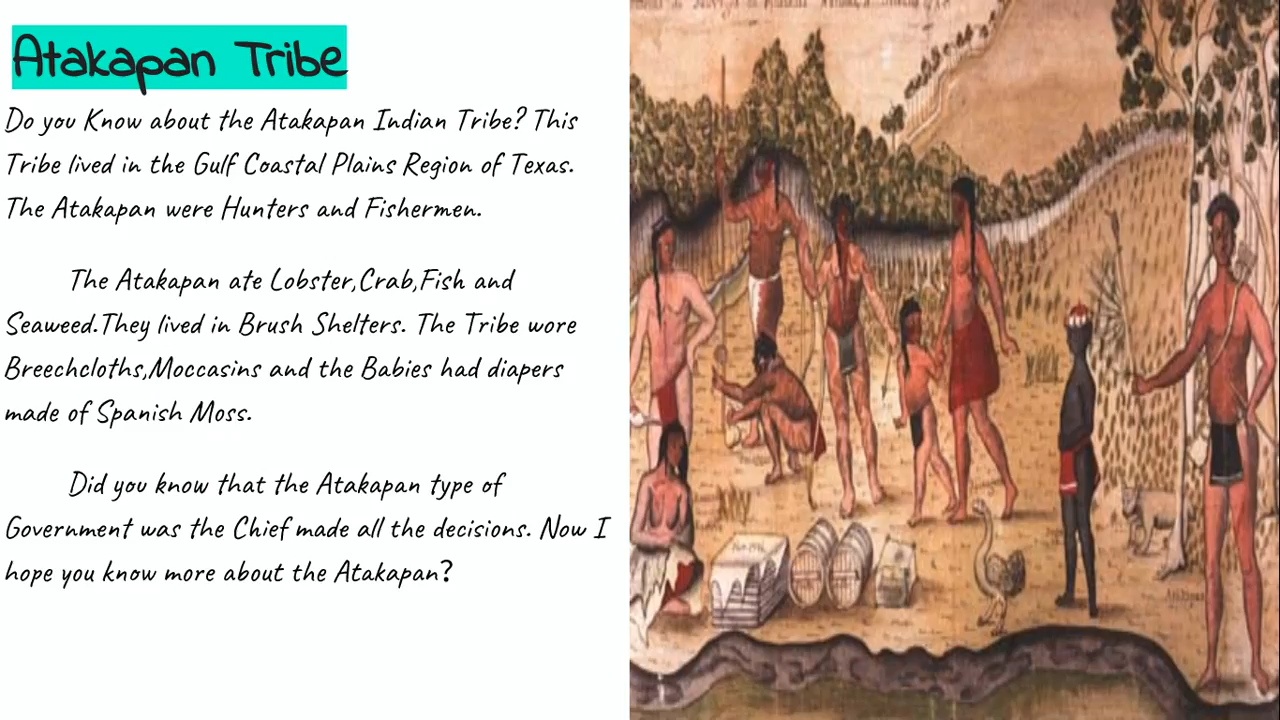 Atakapan Tribe
Do you Know about the Atakapan Indian Tribe? This
Tribe lived in the Gulf Coastal Plains Region of Texas.
The Atakapan were Hunters and Fishermen.
The Atakapan ate Lobster,Crab,Fish and
Seaweed.They lived in Brush Shelters. The Tribe wore
Breechcloths,Moccasins and the Babies had diapers
made of Spanish Moss.
Did you know that the Atakapan type of
Government was the Chief made all the decisions. Now I
hope you know more about the Atakapan?